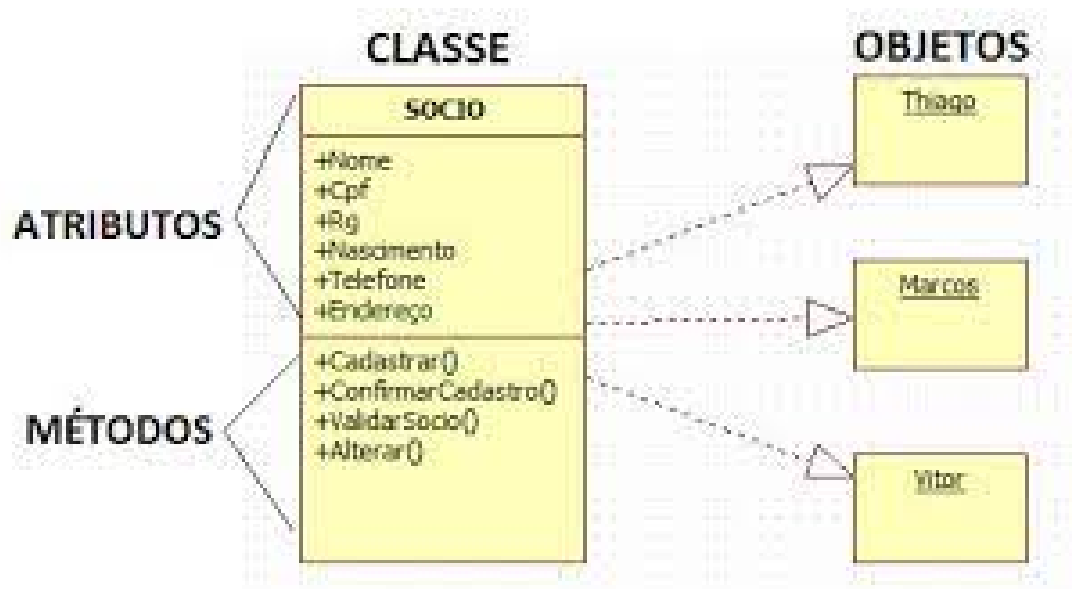 CLASSE
OBJETOS
SOCIO
+Nome
+Cpf
+Rg
+Nascimento
+Telefone
+Endereço
ATRIBUTOS
+Cadastrar()
+ConfirmarCadastro()
+ValidarSocio()
+Alterar()
MÉTODOS
Thiago
Marcos
Vitor